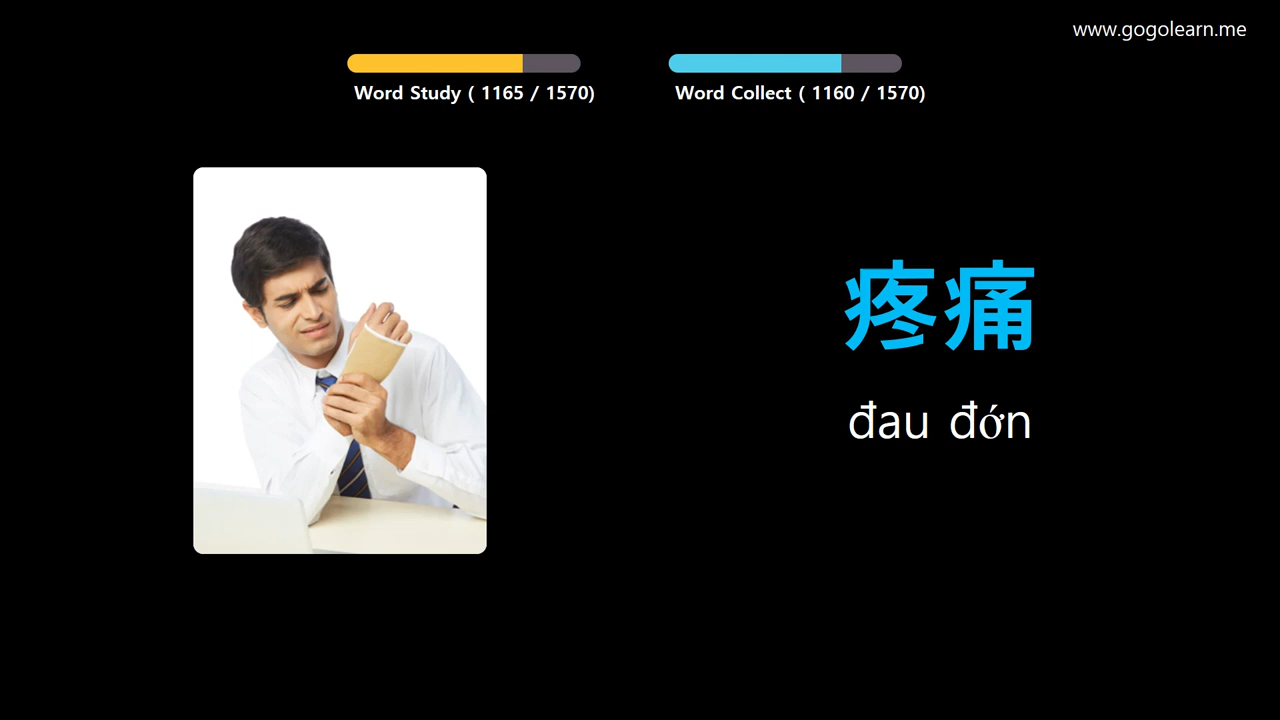 www.gogolearn.me
Word Study ( 1165 / 1570)
Word Collect ( 1160 / 1570)
疼痛
đau đớn